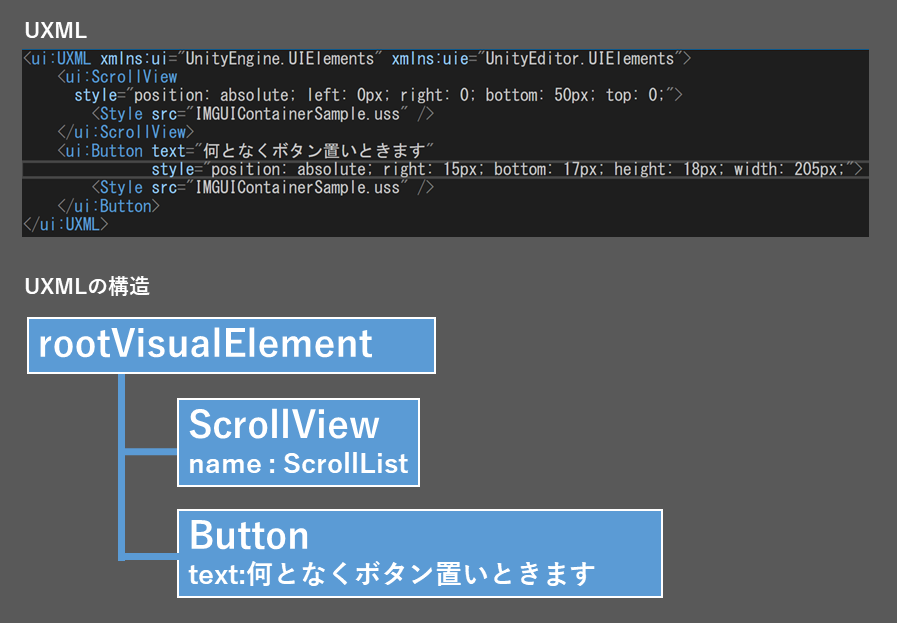 UXML
<ui:UXML xmlns:ui="UnityEngine.UIElements" xmlns:uie="UnityEditor.UIElements">
<ui:ScrollView
style="position: absolute; left: 0px; right: 0; bottom: 50px; top: 0;">
<Style src="IMGUIContainerSample.uss" />
</ui:ScrollView>
<ui:Button text="何となくボタン置いときます"
style="position: absolute; right: 15px; bottom: 17px; height: 18px; width: 205px;">
<Style src="IMGUIContainerSample.uss" />
</ui:Button>
</ui:UXML>
UXMLの構造
rootVisualElement
ScrollView
name : ScrollList
Button
text:何となくボタン置いときます